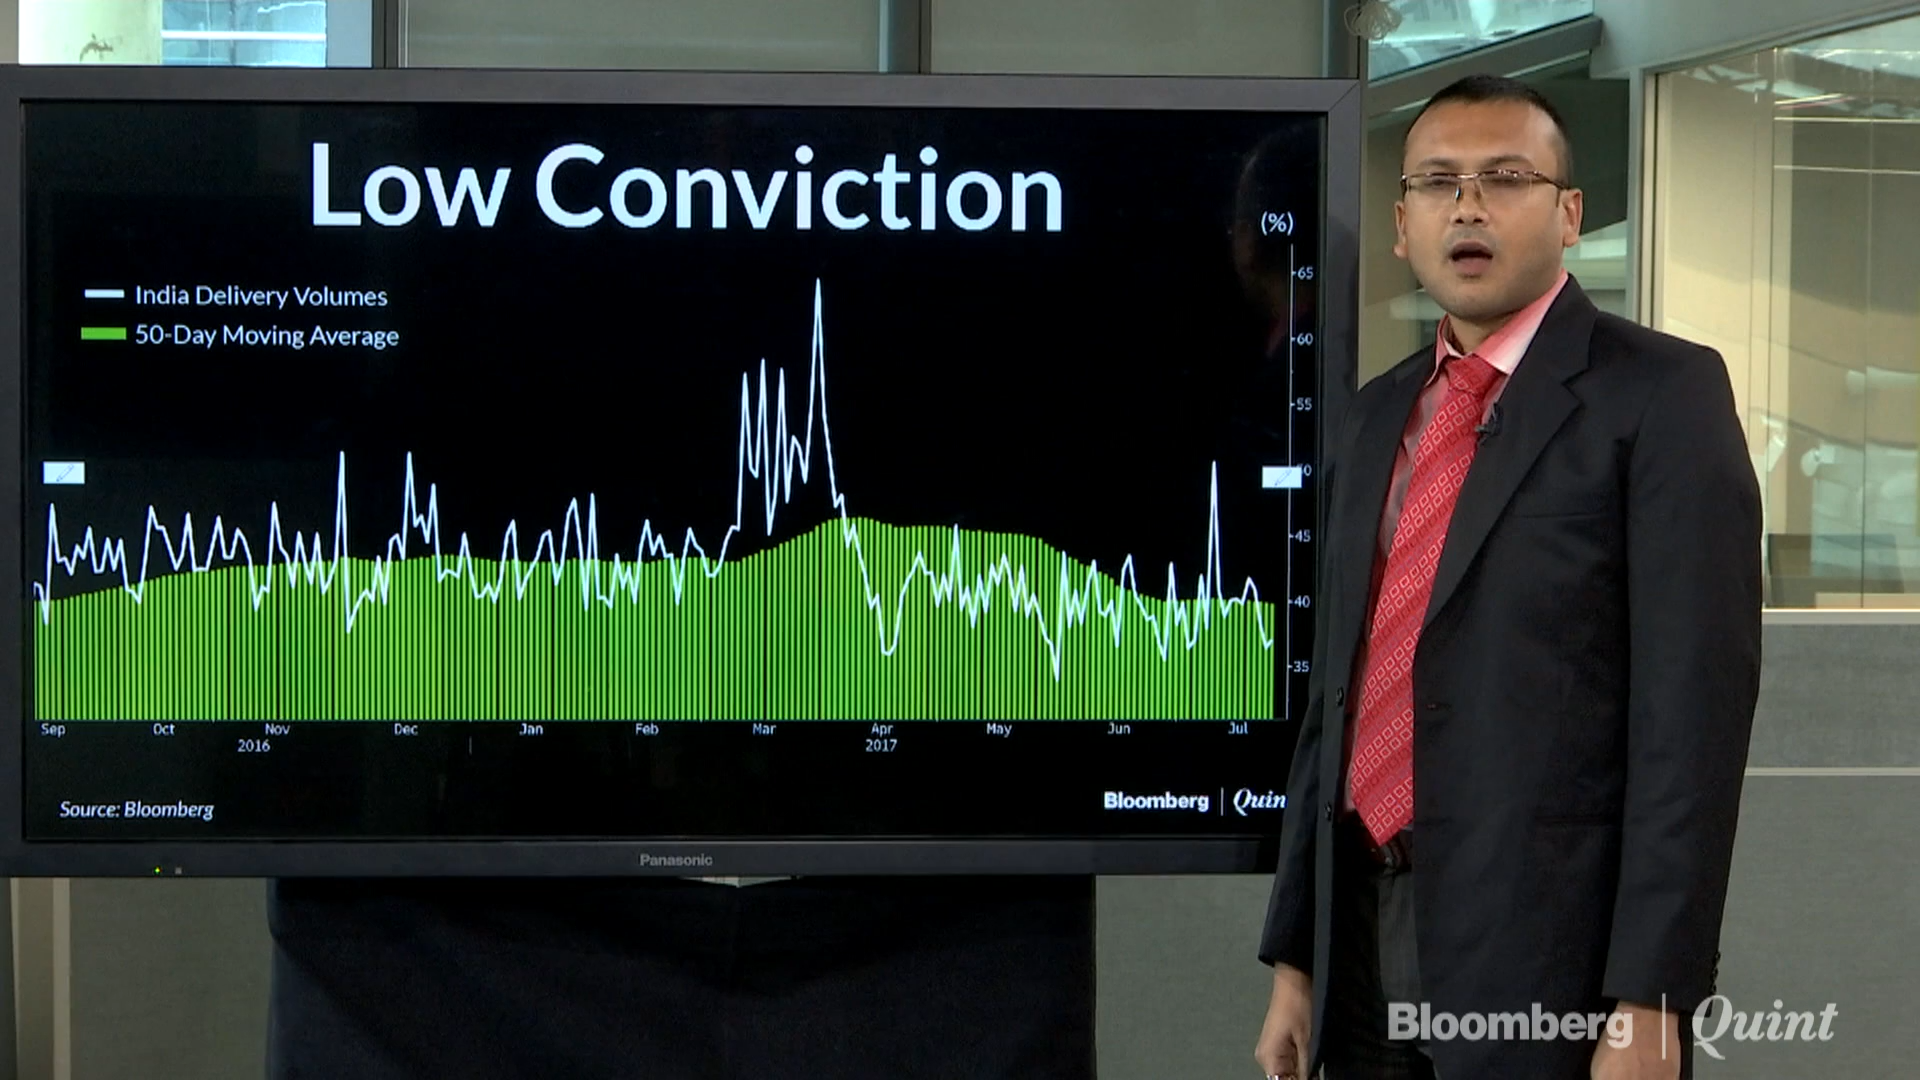 Low Conviction
(%)
India Delivery Volumes
50-Day Moving Average
65
60
55
45
40
35
Sep Oct Nov Dec Jan Feb Mar Apr May Jun Jul
2016 2017
Source: Bloomberg
Bloomberg | Quin
Panasonic
Bloomberg | Quint